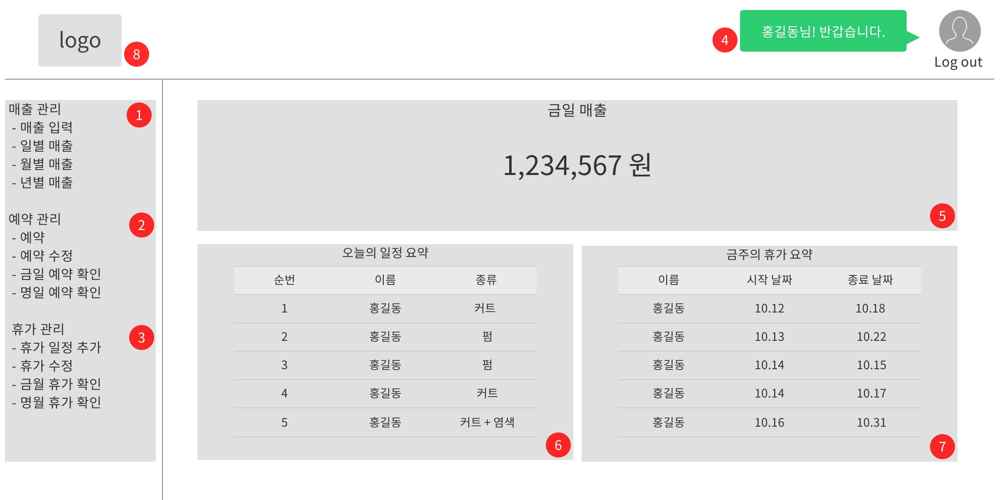 logo
8
4
홍길동님! 반갑습니다.
Log out
매출 관리
1
- 매출 입력
- 일별 매출
- 월별 매출
- 년별 매출
예약 관리
2
- 예약
- 예약 수정
- 금일 예약 확인
- 명일 예약 확인
휴가 관리
3
- 휴가 일정 추가
- 휴가 수정
- 금월 휴가 확인
- 명월 휴가 확인
금일 매출
1,234,567 원
5
오늘의 일정 요약
순번 이름 종류
1 홍길동 커트
2 홍길동 펌
3 홍길동 펌
4 홍길동 커트
5 홍길동 커트 + 염색
6
금주의 휴가 요약
이름 시작 날짜 종료 날짜
홍길동 10.12 10.18
홍길동 10.13 10.22
홍길동 10.14 10.15
홍길동 10.14 10.17
홍길동 10.16 10.31
7